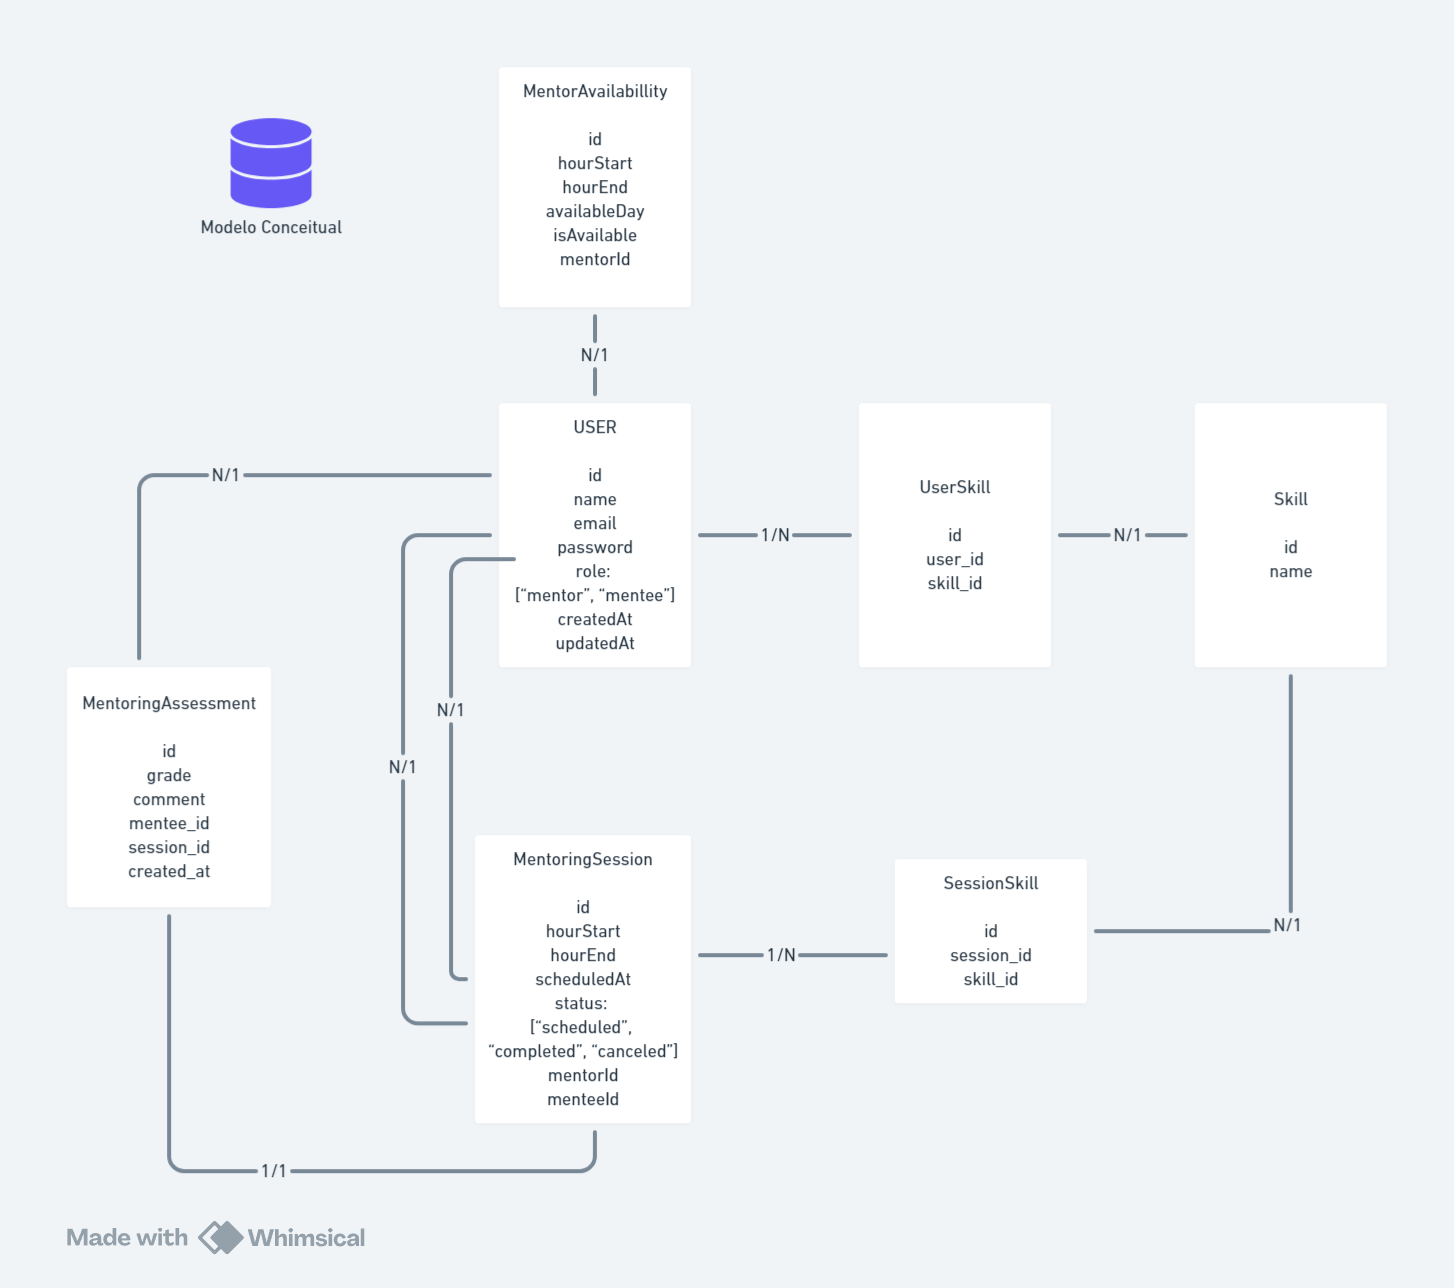 MentorAvailabillity
id
hourStart
hourEnd
availableDay
isAvailable
mentorId
Modelo Conceitual
N/1
USER
id
name
email
password
role:
[“mentor”, “mentee”]
createdAt
updatedAt
1/N
UserSkill
id
user_id
skill_id
N/1
Skill
id
name
N/1
MentoringAssessment
id
grade
comment
mentee_id
session_id
created_at
N/1
N/1
MentoringSession
id
hourStart
hourEnd
scheduledAt
status:
[“scheduled”,
“completed”, “canceled”]
mentorId
menteeId
1/N
SessionSkill
id
session_id
skill_id
N/1
1/1
Made with Whimsical